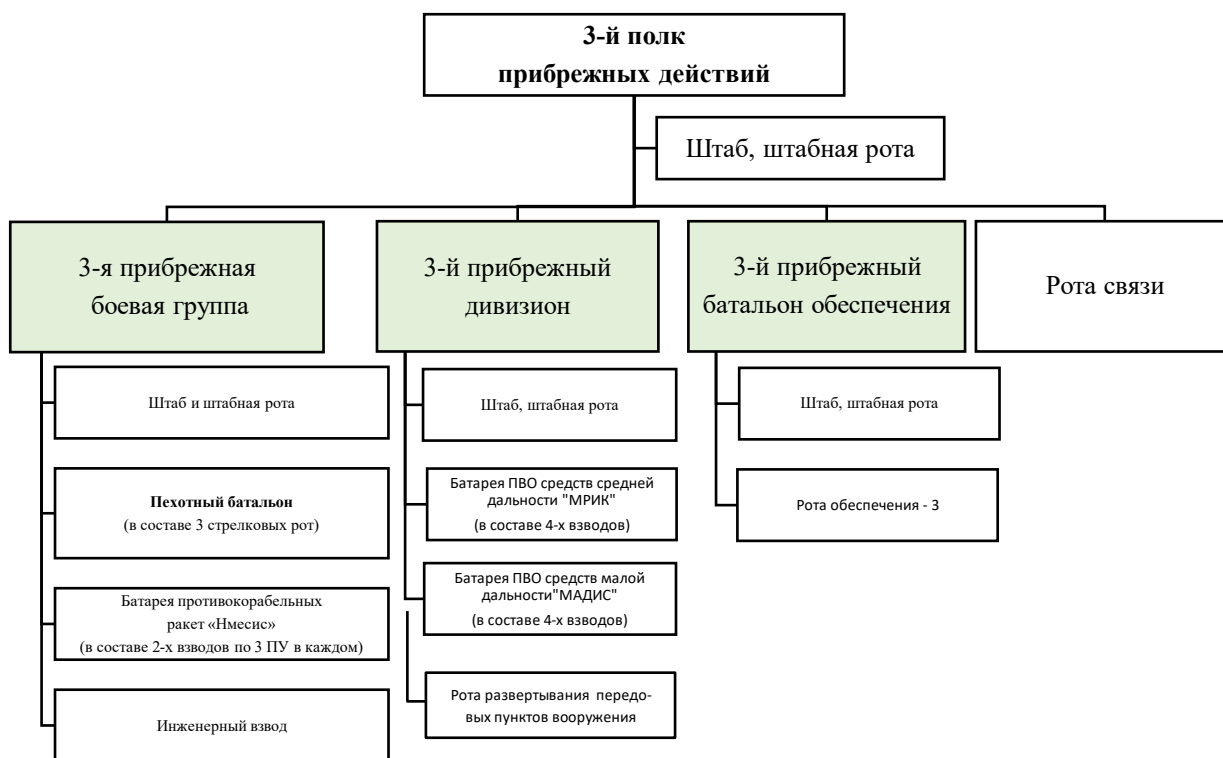 3-й полк
прибрежных действий
Штаб, штабная рота
3-я прибрежная
боевая группа
3-й прибрежный
дивизион
3-й прибрежный
батальон обеспечения
Рота связи
Штаб и штабная рота
Пехотный батальон
(в составе 3 стрелковых рот)
Батарея противокорабельных
ракет «Нмесис»
(в составе 2-х взводов по 3 ПУ в каждом)
Инженерный взвод
Штаб, штабная рота
Батарея ПВО средств средней
дальности "МРИК"
(в составе 4-х взводов)
Батарея ПВО средств малой
дальности"МАДИС"
(в составе 4-х взводов)
Рота развертывания передо-
вых пунктов вооружения
Штаб, штабная рота
Рота обеспечения - 3